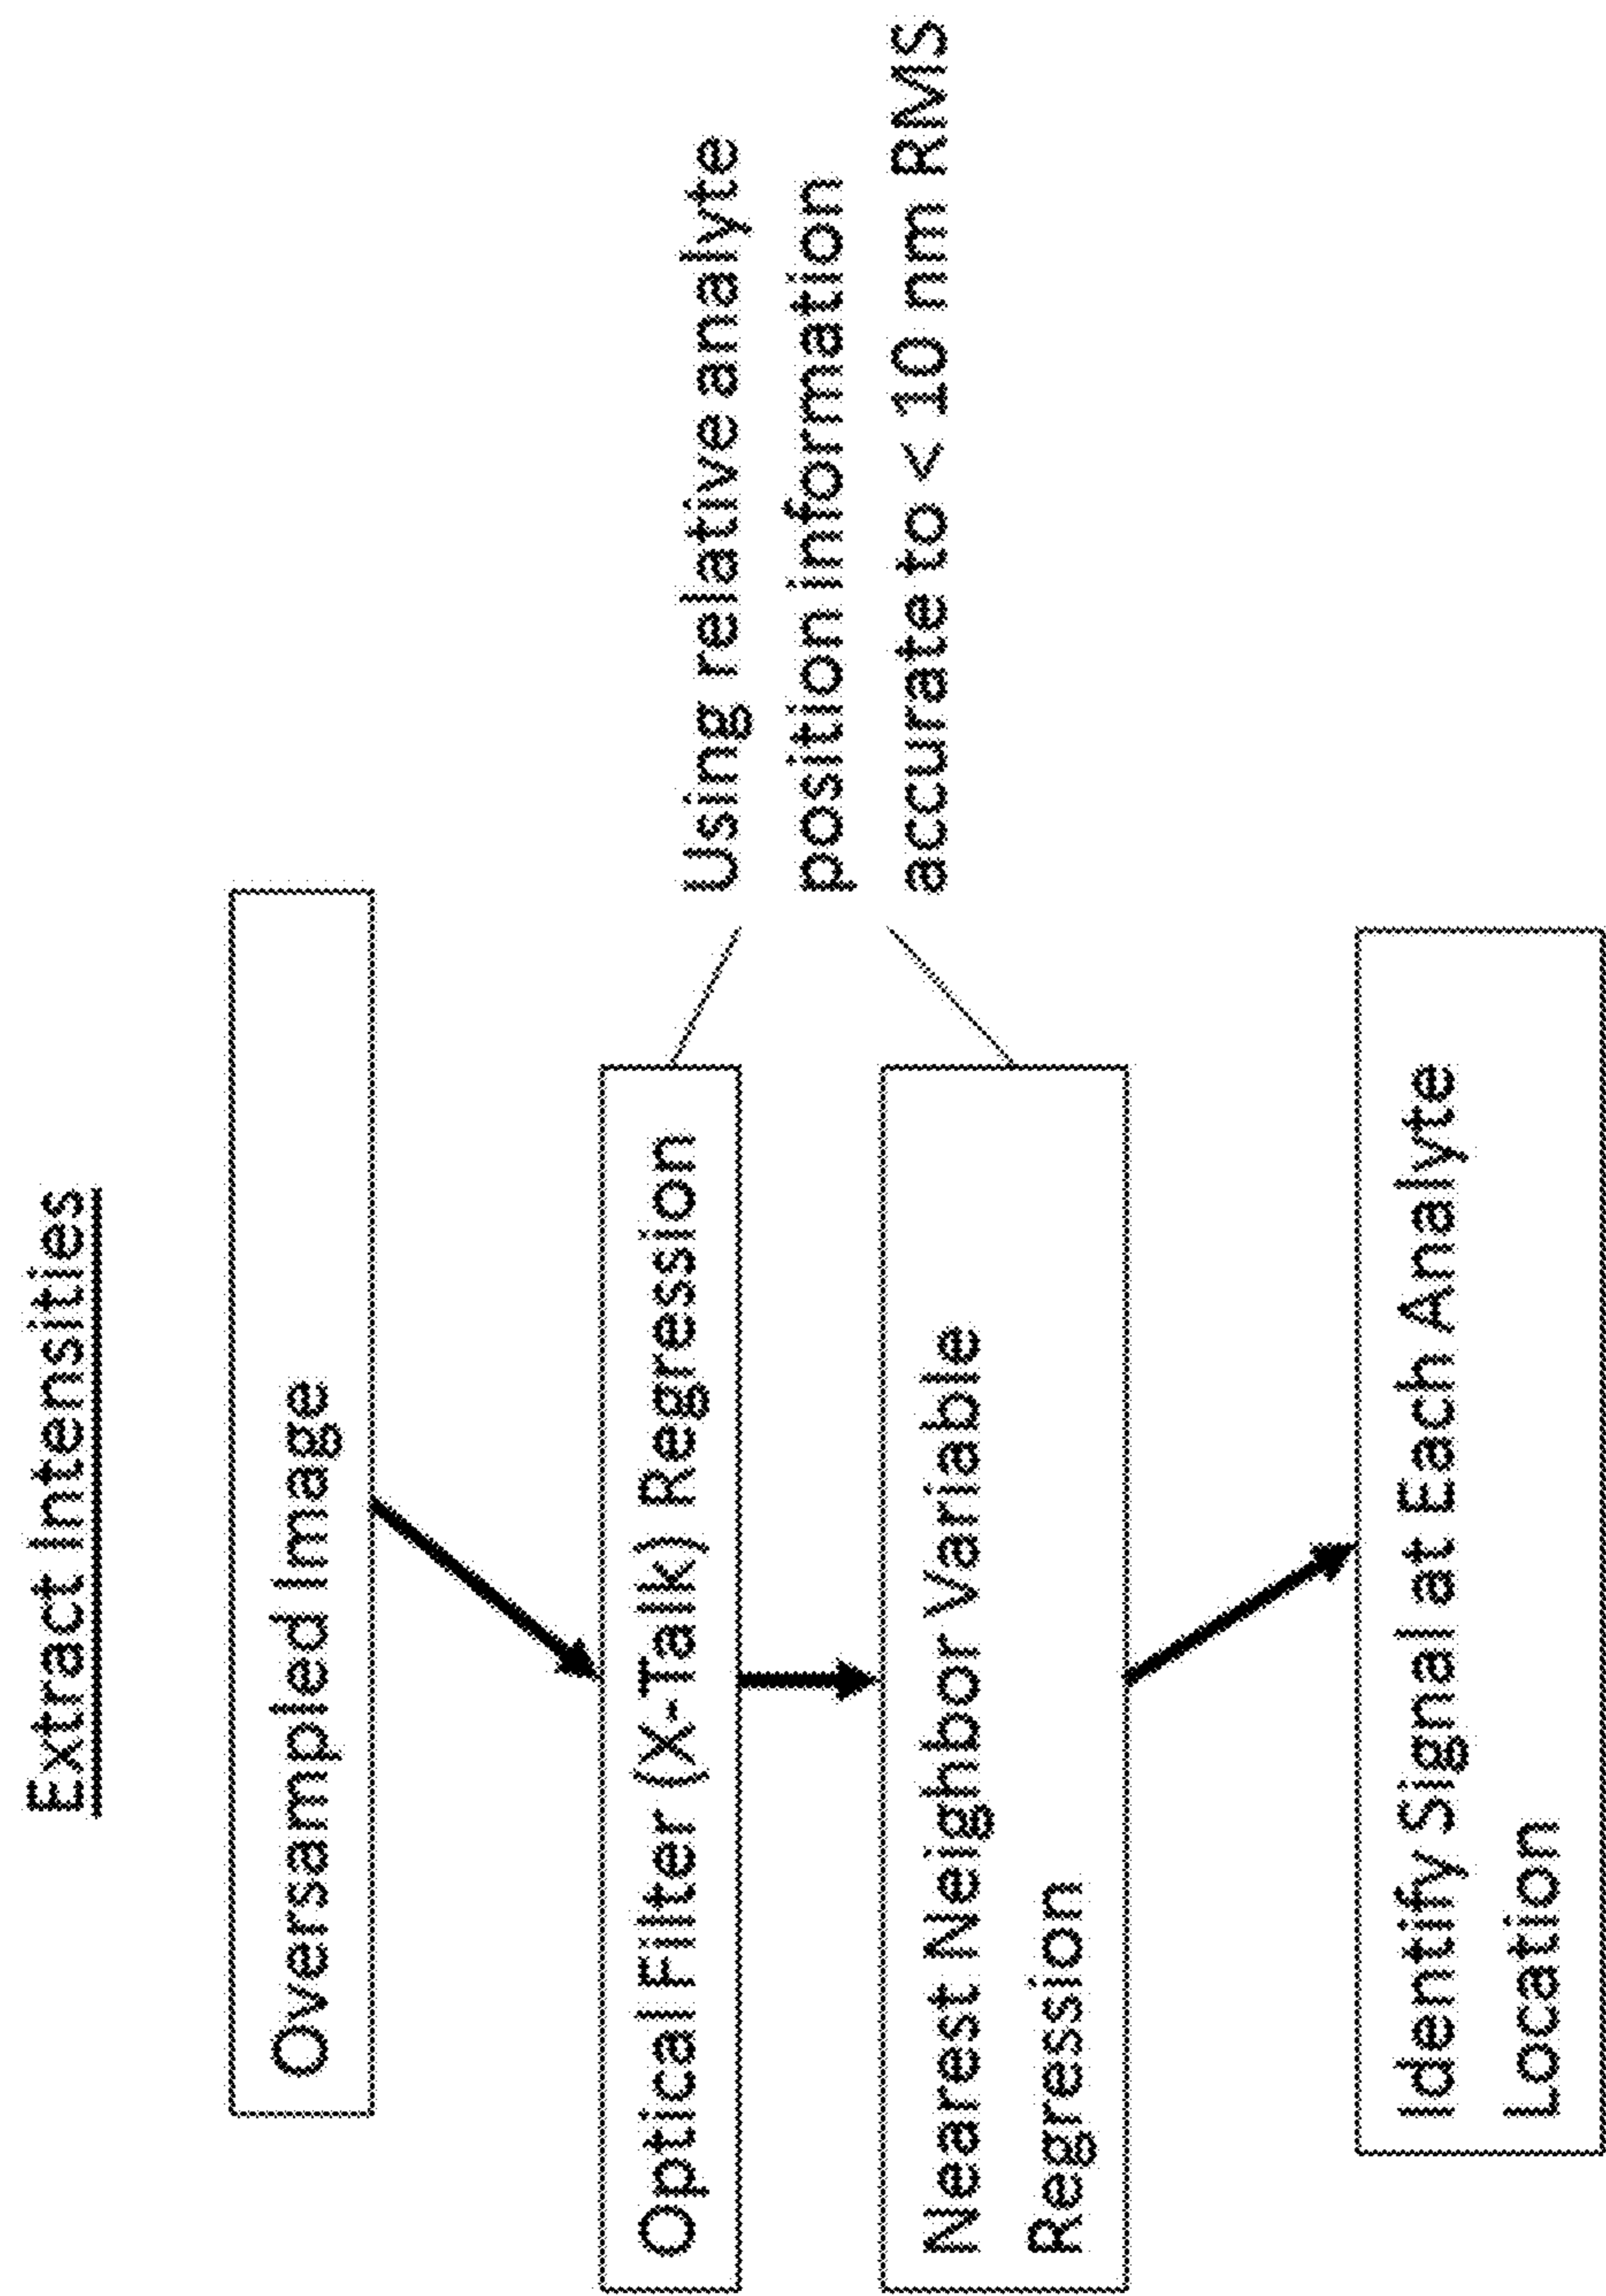 Extract Intensities
Oversampled Image
Optical Filter (X-Talk) Regression
Using relative analyte
position information
accurate to < 10 nm RMS
Nearest Neighbor Variable
Regression
Identify Signal at Each Analyte
Location